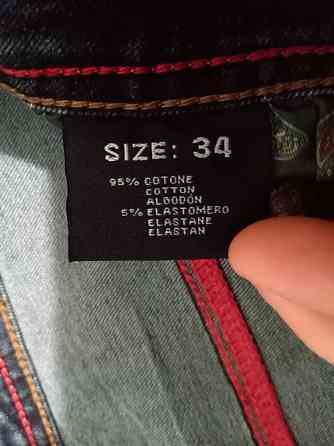 SIZE: 34
95% COTONE
COTTON
ALGODÓN
5% ELASTOMERO
ELASTANE
ELASTAN